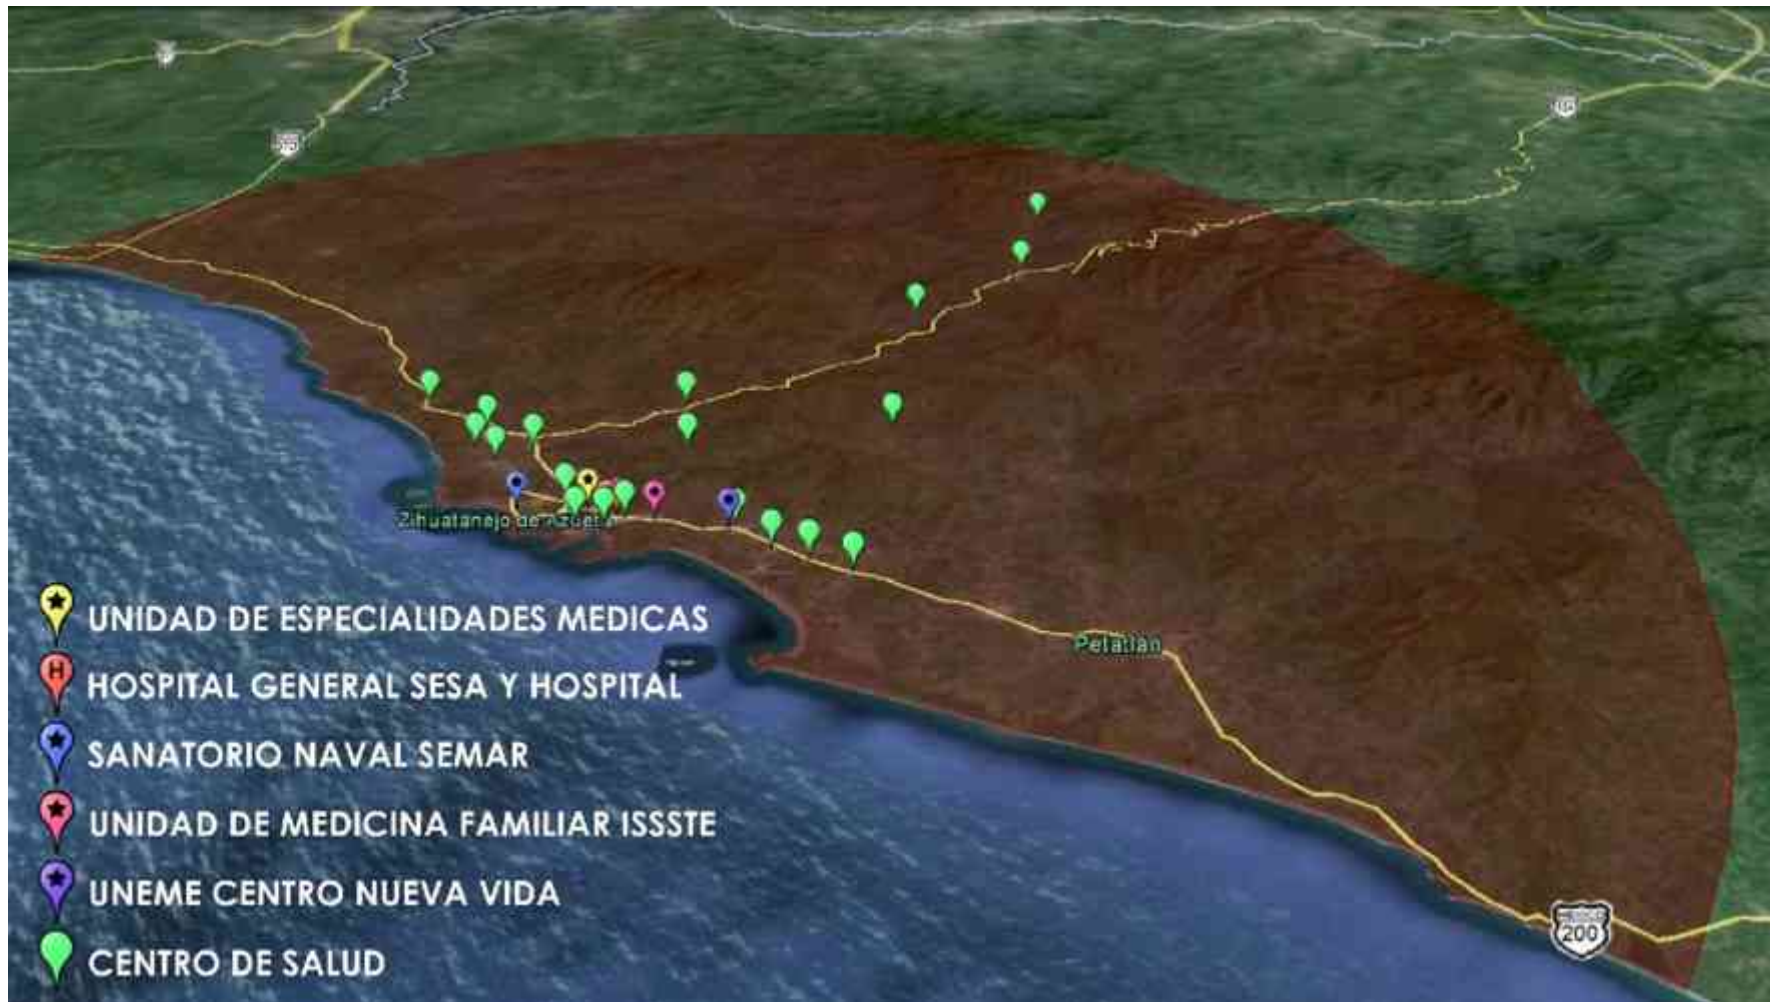 Zihuatanejo de Azueta
Petatlán
UNIDAD DE ESPECIALIDADES MEDICAS
HOSPITAL GENERAL SESA Y HOSPITAL
H
SANATORIO NAVAL SEMAR
UNIDAD DE MEDICINA FAMILIAR ISSSTE
UNEME CENTRO NUEVA VIDA
CENTRO DE SALUD
MEXICO
200